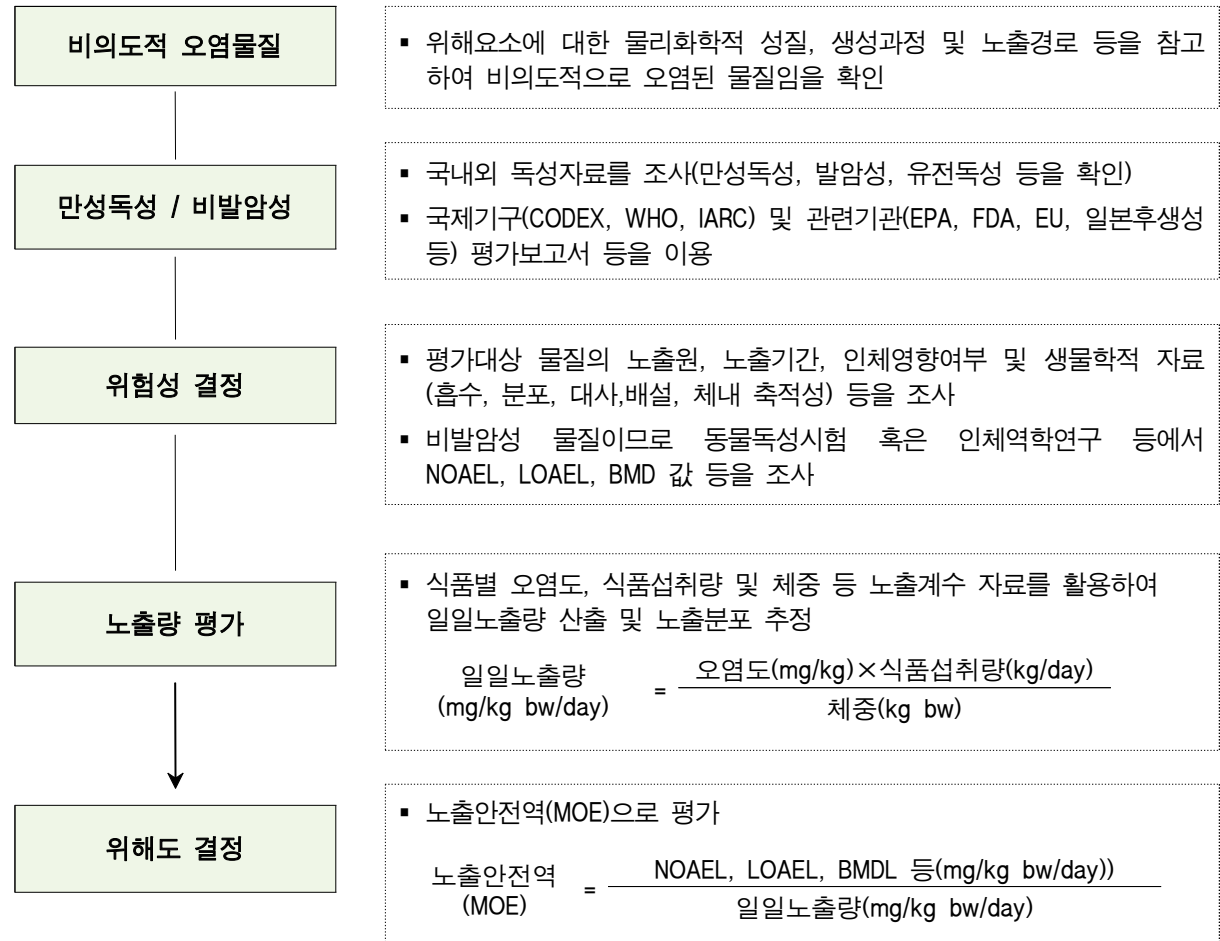 비의도적 오염물질
▪ 위해요소에 대한 물리화학적 성질, 생성과정 및 노출경로 등을 참고
하여 비의도적으로 오염된 물질임을 확인
만성독성 / 비발암성
▪ 국내외 독성자료를 조사(만성독성, 발암성, 유전독성 등을 확인)
▪ 국제기구(CODEX, WHO, IARC) 및 관련기관(EPA, FDA, EU, 일본후생성
등) 평가보고서 등을 이용
위험성 결정
▪ 평가대상 물질의 노출원, 노출기간, 인체영향여부 및 생물학적 자료
(흡수, 분포, 대사,배설, 체내 축적성) 등을 조사
▪ 비발암성 물질이므로 동물독성시험 혹은 인체역학연구 등에서
NOAEL, LOAEL, BMD 값 등을 조사
노출량 평가
▪ 식품별 오염도, 식품섭취량 및 체중 등 노출계수 자료를 활용하여
일일노출량 산출 및 노출분포 추정
일일노출량
(mg/kg bw/day)
=
오염도(mg/kg)×식품섭취량(kg/day)
체중(kg bw)
위해도 결정
▪ 노출안전역(MOE)으로 평가
노출안전역
(MOE)
=
NOAEL, LOAEL, BMDL 등(mg/kg bw/day))
일일노출량(mg/kg bw/day)